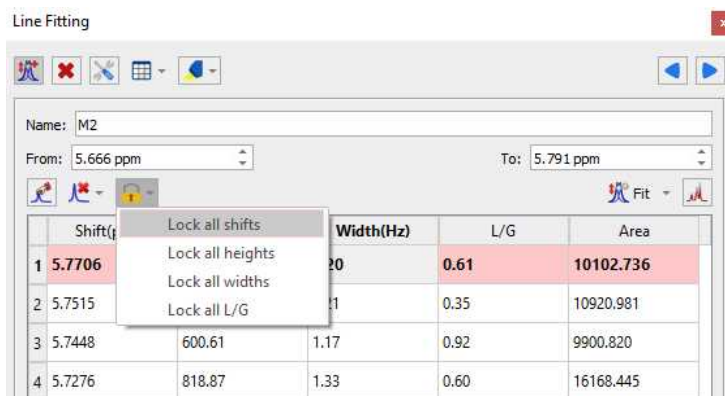 Line Fitting
Name: M2
From: 5.666 ppm To: 5.791 ppm
Fit
Width(Hz) L/G Area
Lock all shifts
Lock all heights
Lock all widths
Lock all L/G
1 5.7706 0.61 10102.736
2 5.7515 0.35 10920.981
3 5.7448 600.61 1.17 0.92 9900.820
4 5.7276 818.87 1.33 0.60 16168.445